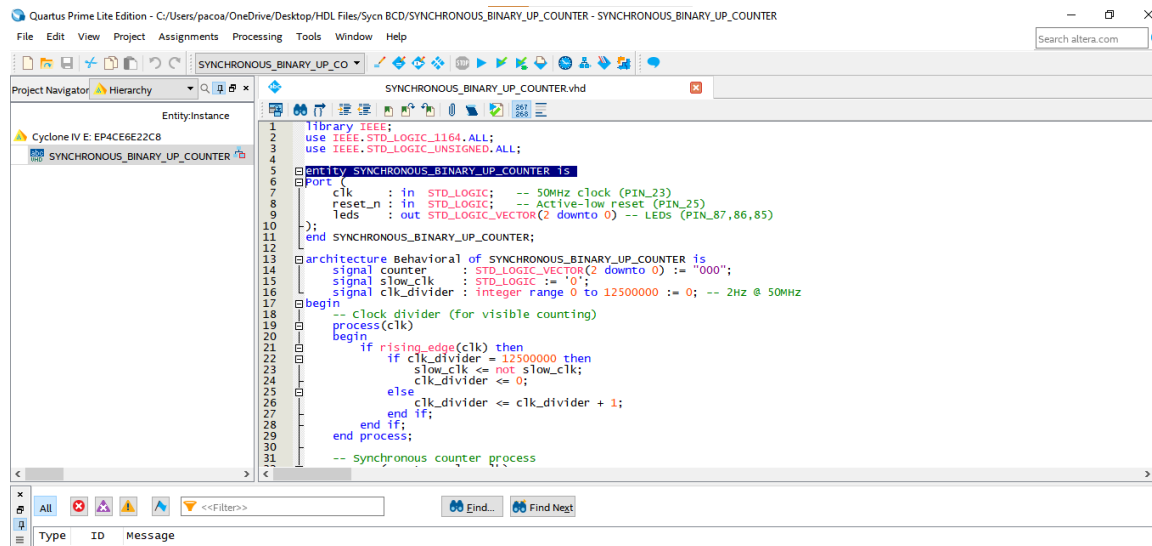 Quartus Prime Lite Edition - C:/Users/pacoa/OneDrive/Desktop/HDL Files/Sycn BCD/SYNCHRONOUS_BINARY_UP_COUNTER - SYNCHRONOUS_BINARY_UP_COUNTER
File Edit View Project Assignments Processing Tools Window Help
Search altera.com
SYNCHRONOUS_BINARY_UP_CO
Project Navigator Hierarchy
SYNCHRONOUS_BINARY_UP_COUNTER.vhd
Entity:Instance
Cyclone IV E: EP4CE6E22C8
SYNCHRONOUS_BINARY_UP_COUNTER
267
268
1 library IEEE;
2 use IEEE.STD_LOGIC_1164.ALL;
3 use IEEE.STD_LOGIC_UNSIGNED.ALL;
4
5 entity SYNCHRONOUS_BINARY_UP_COUNTER is
6 Port (
7 clk : in STD_LOGIC; -- 50MHz clock (PIN_23)
8 reset_n : in STD_LOGIC; -- Active-low reset (PIN_25)
9 leds : out STD_LOGIC_VECTOR(2 downto 0) -- LEDs (PIN_87,86,85)
10 );
11 end SYNCHRONOUS_BINARY_UP_COUNTER;
12
13 architecture Behavioral of SYNCHRONOUS_BINARY_UP_COUNTER is
14 signal counter : STD_LOGIC_VECTOR(2 downto 0) := "000";
15 signal slow_clk : STD_LOGIC := '0';
16 signal clk_divider : integer range 0 to 12500000 := 0; -- 2Hz @ 50MHz
17 begin
18 -- Clock divider (for visible counting)
19 process(clk)
20 begin
21 if rising_edge(clk) then
22 if clk_divider = 12500000 then
23 slow_clk <= not slow_clk;
24 clk_divider <= 0;
25 else
26 clk_divider <= clk_divider + 1;
27 end if;
28 end if;
29 end process;
30
31 -- Synchronous counter process
All <<Filter>> Find... Find Next
Type ID Message